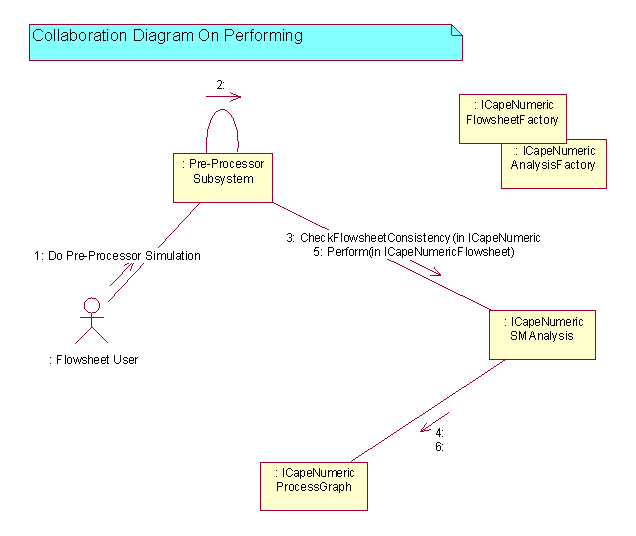 Collaboration Diagram On Performing
2:
: ICapeNumeric
FlowsheetFactory
: ICapeNumeric
AnalysisFactory
: Pre-Processor
Subsystem
3: CheckFlowsheetConsistency(in ICapeNumeric
5: Perform(in ICapeNumericFlowsheet)
1: Do Pre-Processor Simulation
: ICapeNumeric
SMAnalysis
: Flowsheet User
4:
6:
: ICapeNumeric
ProcessGraph